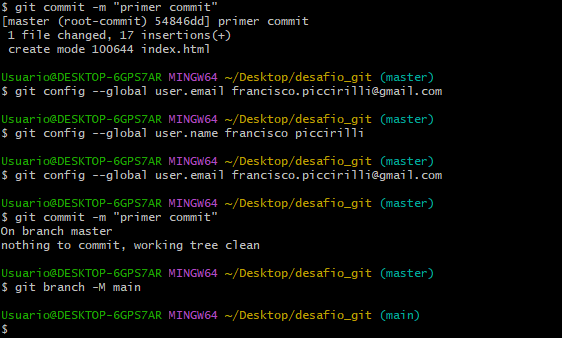 $ git commit -m "primer commit"
[master (root-commit) 54846dd] primer commit
 1 file changed, 17 insertions(+)
 create mode 100644 index.html
Usuario@DESKTOP-6GPS7AR MINGW64 ~/Desktop/desafio_git (master)
$ git config --global user.email francisco.piccirilli@gmail.com
Usuario@DESKTOP-6GPS7AR MINGW64 ~/Desktop/desafio_git (master)
$ git config --global user.name francisco piccirilli
Usuario@DESKTOP-6GPS7AR MINGW64 ~/Desktop/desafio_git (master)
$ git config --global user.email francisco.piccirilli@gmail.com
Usuario@DESKTOP-6GPS7AR MINGW64 ~/Desktop/desafio_git (master)
$ git commit -m "primer commit"
On branch master
nothing to commit, working tree clean
Usuario@DESKTOP-6GPS7AR MINGW64 ~/Desktop/desafio_git (master)
$ git branch -M main
Usuario@DESKTOP-6GPS7AR MINGW64 ~/Desktop/desafio_git (main)
$